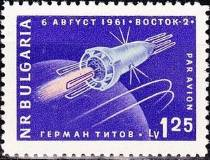 6 АВГУСТ 1961 · ВОСТОК-2 ·
NR BULGARIA
PAR AVION
ГЕРМАН ТИТОВ
Lv 1.25